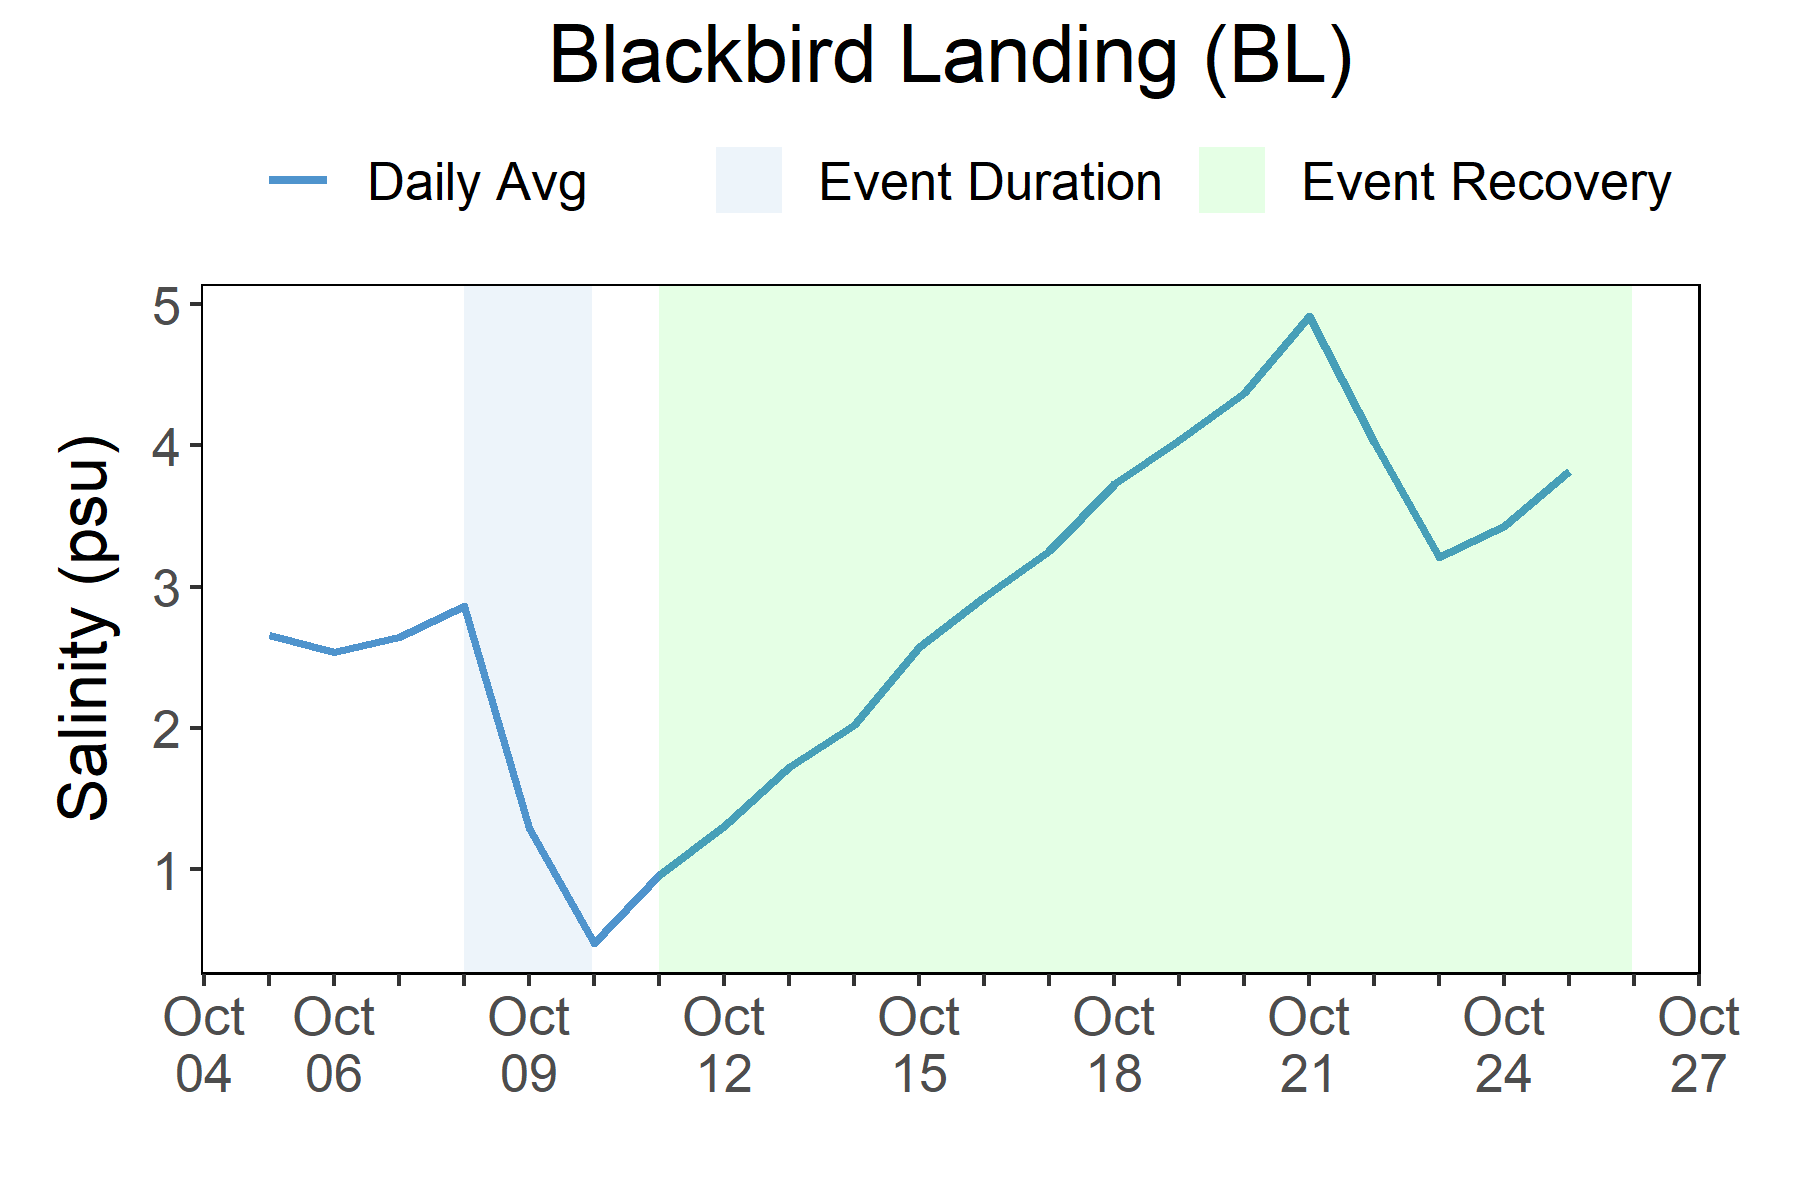 Blackbird Landing (BL)
Daily Avg Event Duration Event Recovery
Salinity (psu)
5
4
3
2
1
Oct Oct Oct Oct Oct Oct Oct Oct Oct
04 06 09 12 15 18 21 24 27